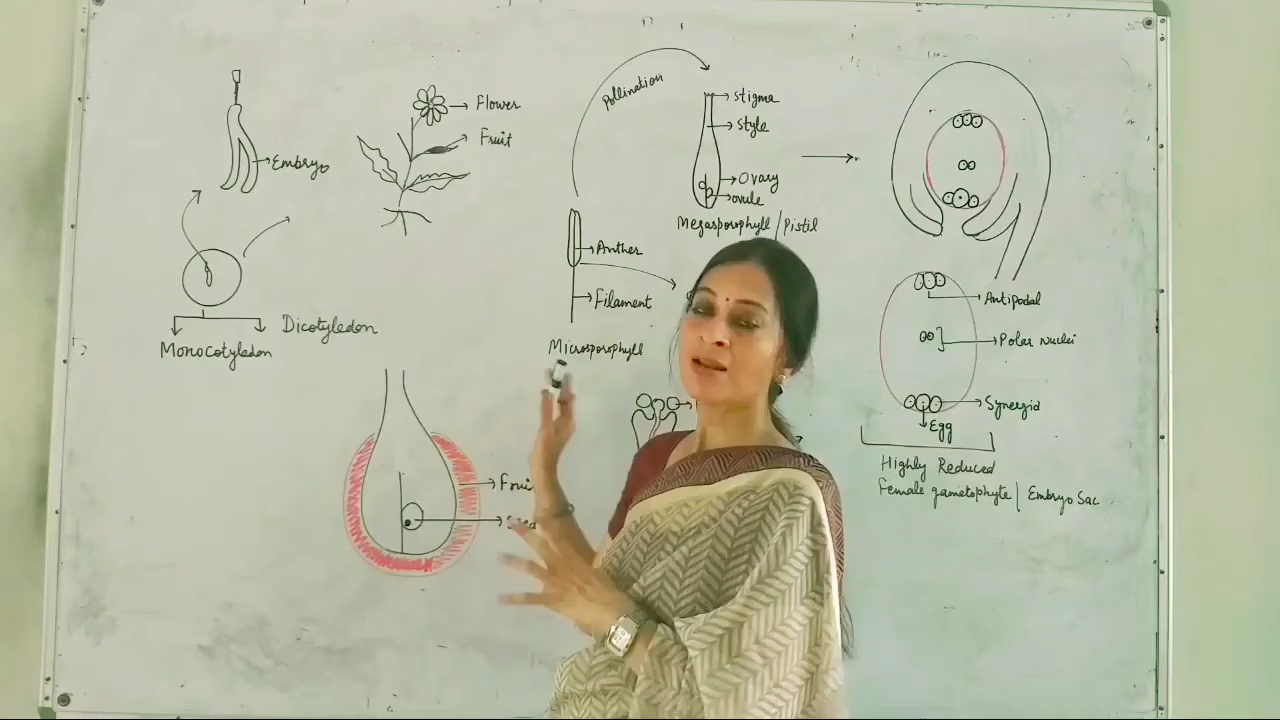 Flower
Fruit
Embryo
Monocotyledon
Dicotyledon
Pollination
Stigma
Style
Ovary
ovule
Megasporophyll / Pistil
Anther
Filament
Microsporophyll
Antipodal
Polar nuclei
Synergid
Egg
Highly Reduced
Female gametophyte / Embryo Sac